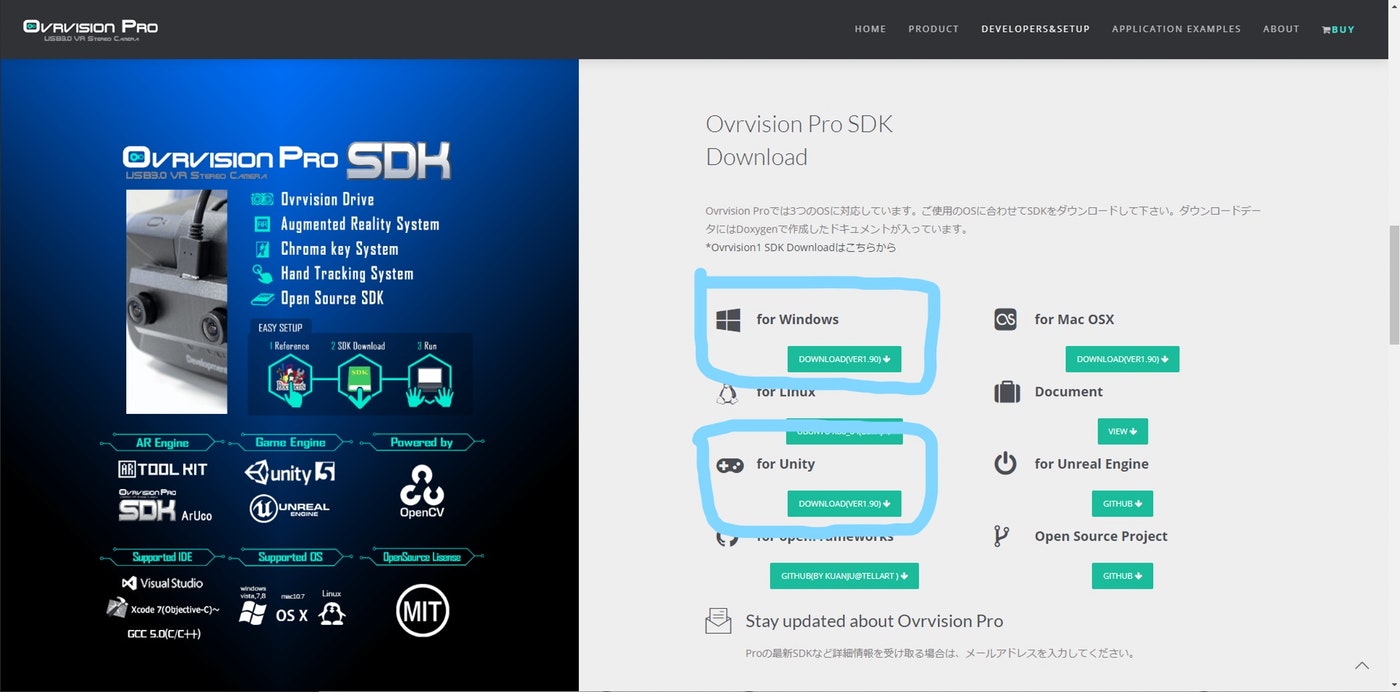 OVRVISION PRO
USB3.0 VR STEREO CAMERA
HOME PRODUCT DEVELOPERS&SETUP APPLICATION EXAMPLES ABOUT BUY
OVRVISION PRO SDK
USB3.0 VR STEREO CAMERA
Ovrvision Drive
Augmented Reality System
Chroma key System
Hand Tracking System
Open Source SDK
EASY SETUP
1 Reference 2 SDK Download 3 Run
SDK
Development
AR Engine
ARTOOL KIT
OVRVISION PRO
SDK ArUco
Game Engine
unity 5
UNREAL
ENGINE
Powered by
OpenCV
Supported IDE
Visual Studio
Xcode 7(Objective-C)~
GCC 5.0(C/C++)
Supported OS
windows
vista,7,8
mac10.7
OS X
Linux
OpenSource Lisense
MIT
Ovrvision Pro SDK
Download
Ovrvision Proでは3つのOSに対応しています。ご使用のOSに合わせてSDKをダウンロードして下さい。ダウンロードデー
タにはDoxygenで作成したドキュメントが入っています。
*Ovrvision1 SDK Downloadはこちらから
for Windows
DOWNLOAD(VER1.90)
OS
for Mac OSX
DOWNLOAD(VER1.90)
for Linux
Document
VIEW
for Unity
DOWNLOAD(VER1.90)
for Unreal Engine
GITHUB
for openFrameworks
GITHUB(BY KUANJU@TELLART )
Open Source Project
GITHUB
Stay updated about Ovrvision Pro
Proの最新SDKなど詳細情報を受け取る場合は、メールアドレスを入力してください。